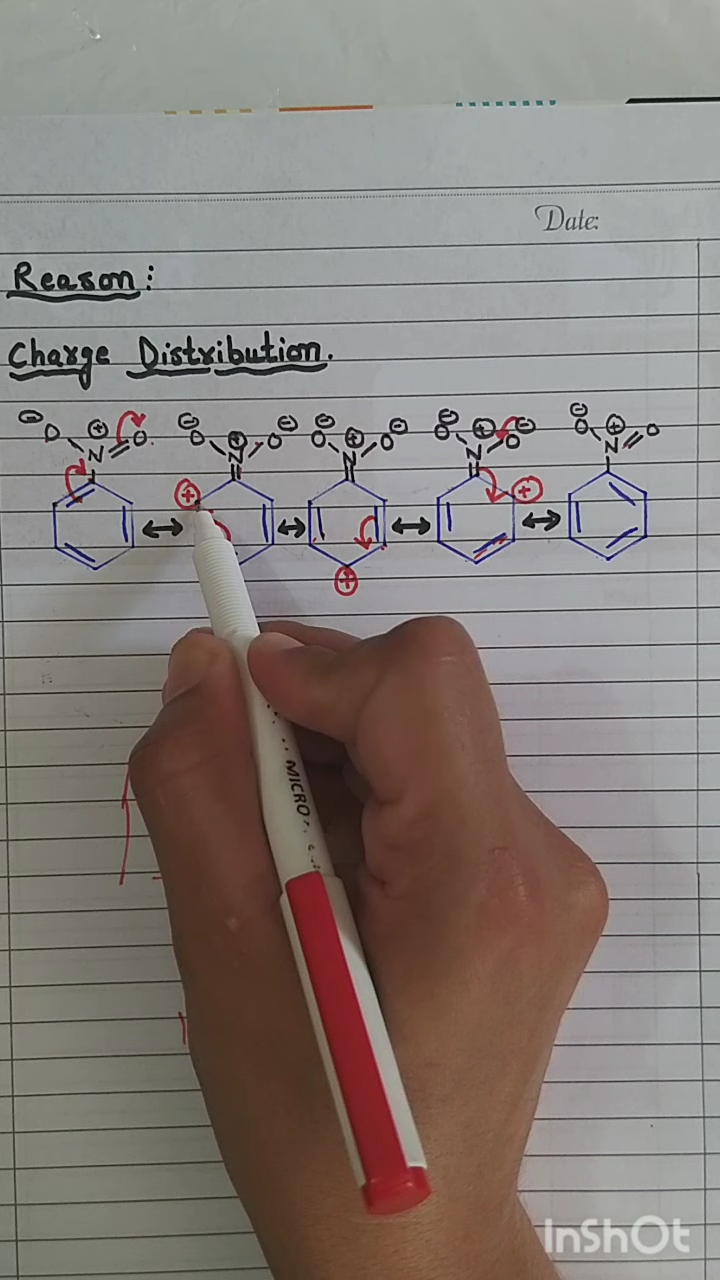 Date:
Reason:
Charge Distribution.
⊖ O N ⊕ O ⊖ O N ⊕ O ⊖ ⊖ O N ⊕ O ⊖ ⊖ O N ⊕ O ⊖ ⊖ O N ⊕ O
⊕ ⊕
↔ ↔ ↔ ↔
⊕
MICRO
InShOt